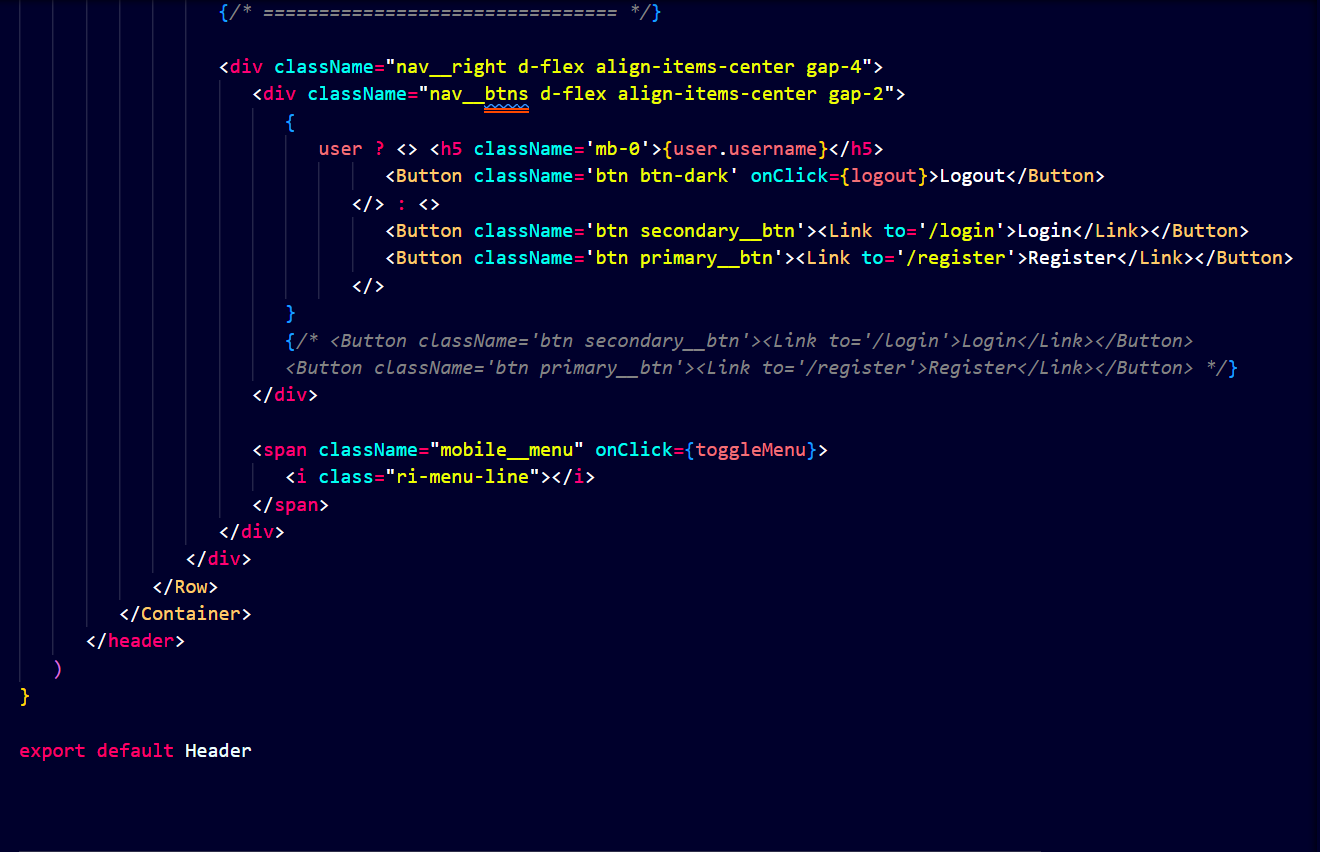 {/* ================================ */}
<div className="nav__right d-flex align-items-center gap-4">
<div className="nav__btns d-flex align-items-center gap-2">
{
user ? <> <h5 className='mb-0'>{user.username}</h5>
<Button className='btn btn-dark' onClick={logout}>Logout</Button>
</> : <>
<Button className='btn secondary__btn'><Link to='/login'>Login</Link></Button>
<Button className='btn primary__btn'><Link to='/register'>Register</Link></Button>
</>
}
{/* <Button className='btn secondary__btn'><Link to='/login'>Login</Link></Button>
<Button className='btn primary__btn'><Link to='/register'>Register</Link></Button> */}
</div>
<span className="mobile__menu" onClick={toggleMenu}>
<i class="ri-menu-line"></i>
</span>
</div>
</div>
</Row>
</Container>
</header>
)
}
export default Header